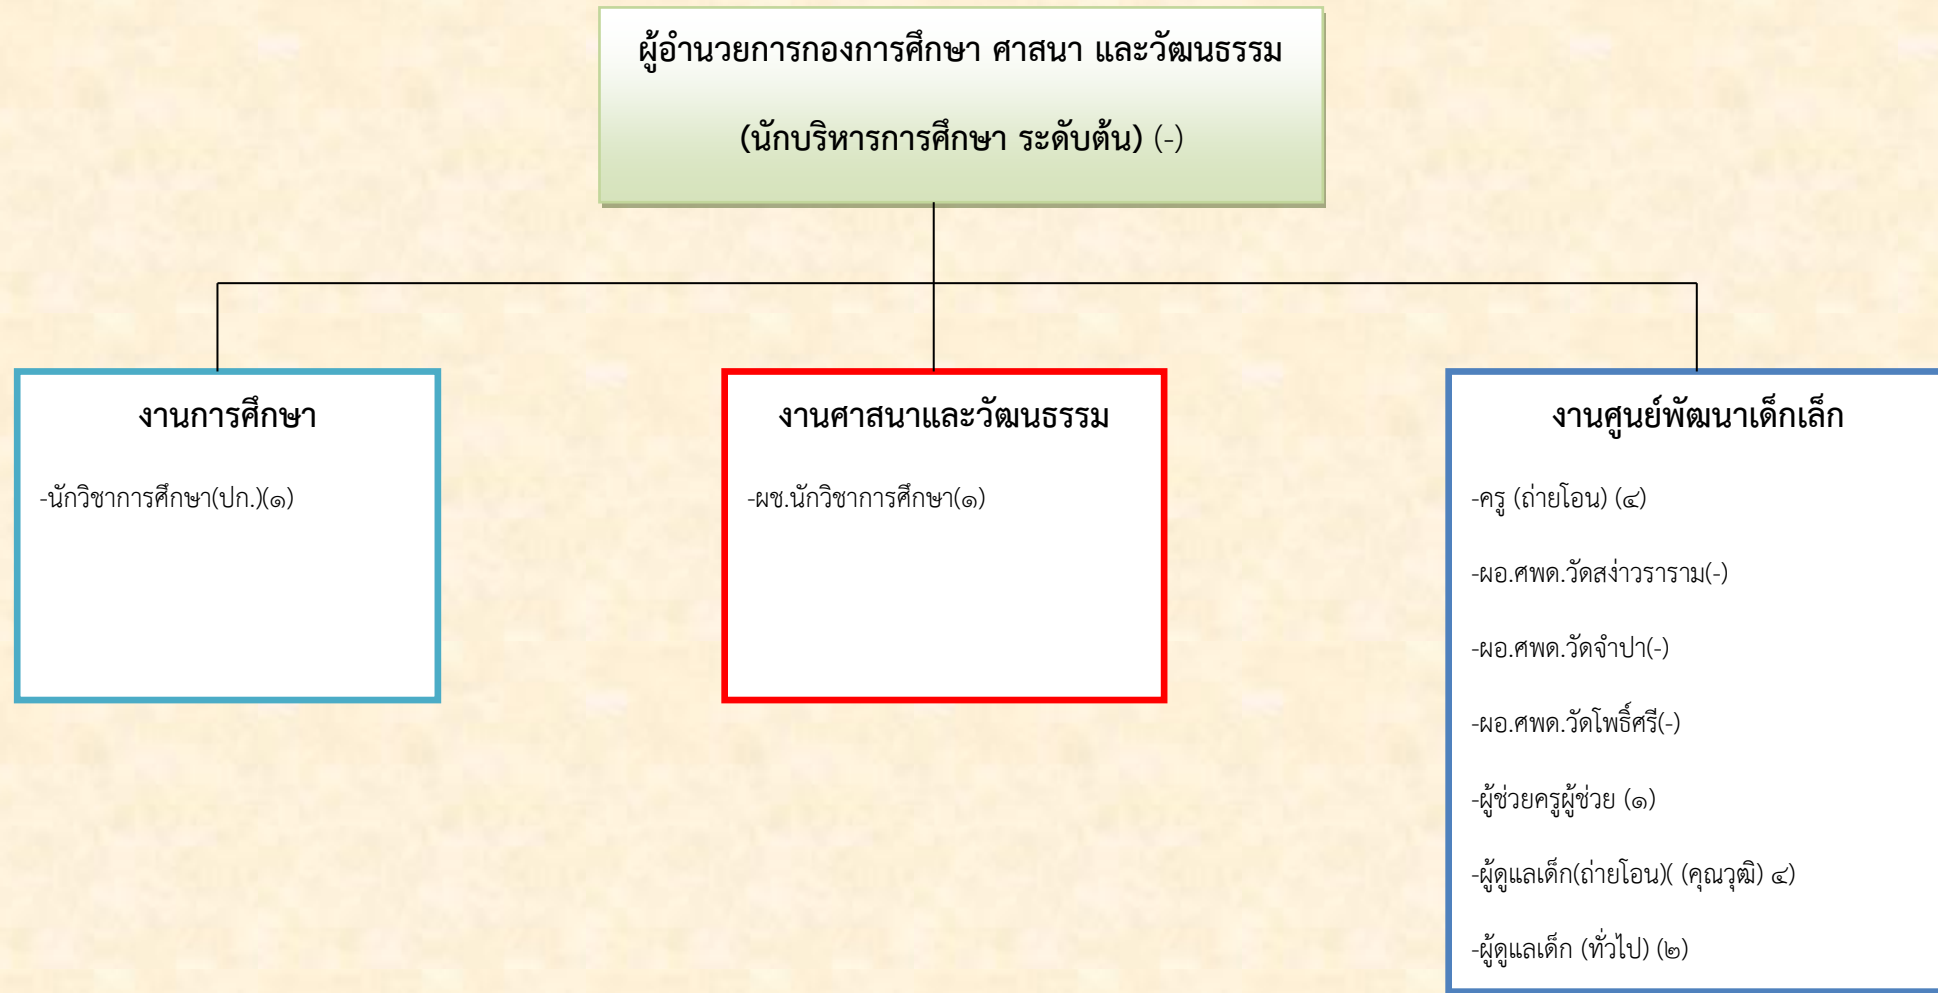 ผู้อำนวยการกองการศึกษา ศาสนา และวัฒนธรรม
(นักบริหารการศึกษา ระดับต้น) (-)
งานการศึกษา
-นักวิชาการศึกษา(ปก.)(๑)
งานศาสนาและวัฒนธรรม
-ผช.นักวิชาการศึกษา(๑)
งานศูนย์พัฒนาเด็กเล็ก
-ครู (ถ่ายโอน) (๔)
-ผอ.ศพด.วัดสง่าวราราม(-)
-ผอ.ศพด.วัดจำปา(-)
-ผอ.ศพด.วัดโพธิ์ศรี(-)
-ผู้ช่วยครูผู้ช่วย (๑)
-ผู้ดูแลเด็ก(ถ่ายโอน)( (คุณวุฒิ) ๔)
-ผู้ดูแลเด็ก (ทั่วไป) (๒)